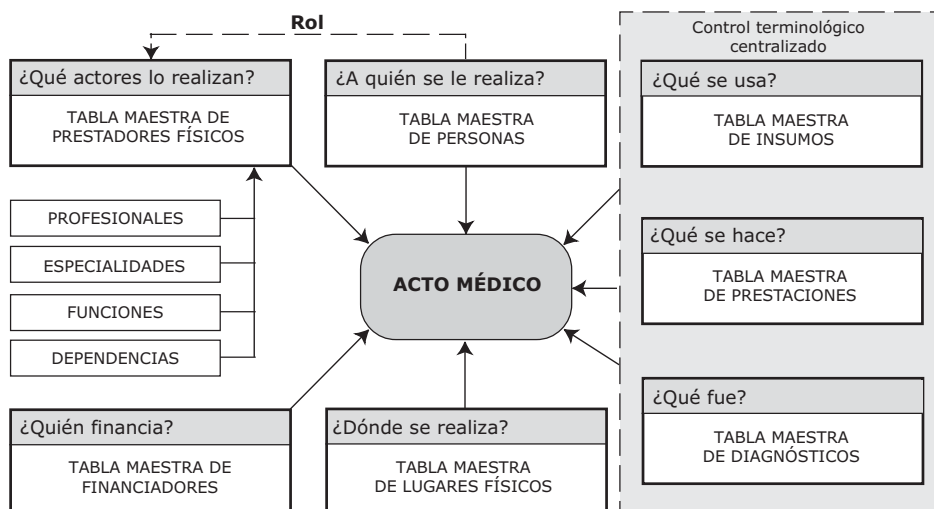 Rol
Control terminológico
centralizado
¿Qué actores lo realizan?
TABLA MAESTRA DE
PRESTADORES FÍSICOS
¿A quién se le realiza?
TABLA MAESTRA
DE PERSONAS
¿Qué se usa?
TABLA MAESTRA
DE INSUMOS
PROFESIONALES
ESPECIALIDADES
FUNCIONES
DEPENDENCIAS
ACTO MÉDICO
¿Qué se hace?
TABLA MAESTRA
DE PRESTACIONES
¿Quién financia?
TABLA MAESTRA DE
FINANCIADORES
¿Dónde se realiza?
TABLA MAESTRA
DE LUGARES FÍSICOS
¿Qué fue?
TABLA MAESTRA
DE DIAGNÓSTICOS